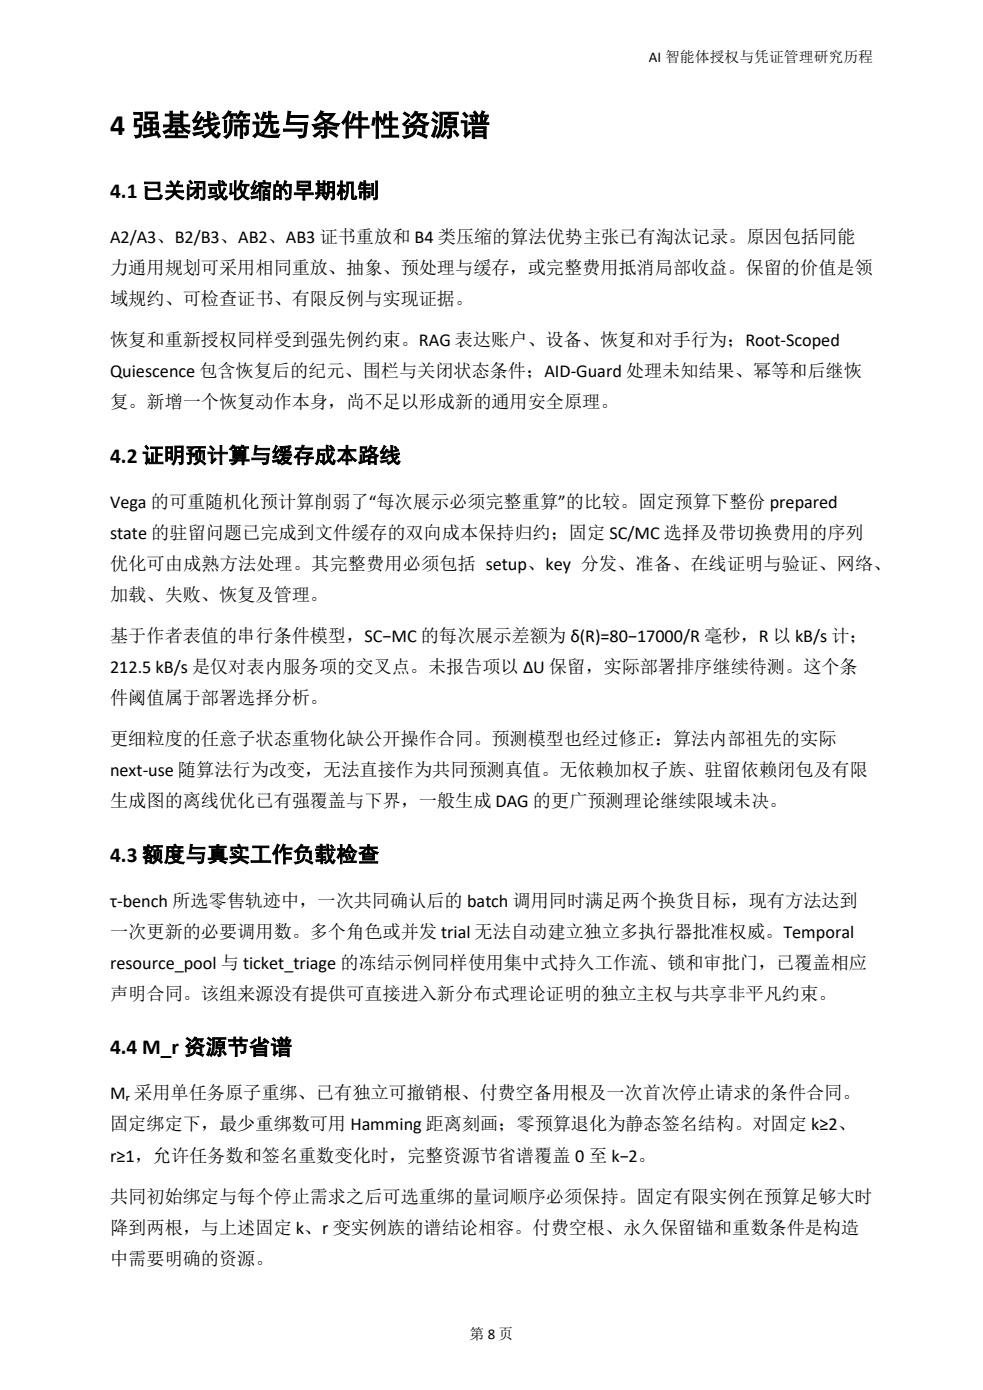 AI 智能体授权与凭证管理研究历程
4 强基线筛选与条件性资源谱
4.1 已关闭或收缩的早期机制
A2/A3、B2/B3、AB2、AB3 证书重放和 B4 类压缩的算法优势主张已有淘汰记录。原因包括同能
力通用规划可采用相同重放、抽象、预处理与缓存，或完整费用抵消局部收益。保留的价值是领
域规约、可检查证书、有限反例与实现证据。
恢复和重新授权同样受到强先例约束。RAG 表达账户、设备、恢复和对手行为；Root-Scoped
Quiescence 包含恢复后的纪元、围栏与关闭状态条件；AID-Guard 处理未知结果、幂等和后继恢
复。新增一个恢复动作本身，尚不足以形成新的通用安全原理。
4.2 证明预计算与缓存成本路线
Vega 的可重随机化预计算削弱了“每次展示必须完整重算”的比较。固定预算下整份 prepared
state 的驻留问题已完成到文件缓存的双向成本保持归约；固定 SC/MC 选择及带切换费用的序列
优化可由成熟方法处理。其完整费用必须包括 setup、key 分发、准备、在线证明与验证、网络、
加载、失败、恢复及管理。
基于作者表值的串行条件模型，SC−MC 的每次展示差额为 δ(R)=80−17000/R 毫秒，R 以 kB/s 计；
212.5 kB/s 是仅对表内服务项的交叉点。未报告项以 ΔU 保留，实际部署排序继续待测。这个条
件阈值属于部署选择分析。
更细粒度的任意子状态重物化缺公开操作合同。预测模型也经过修正：算法内部祖先的实际
next-use 随算法行为改变，无法直接作为共同预测真值。无依赖加权子族、驻留依赖闭包及有限
生成图的离线优化已有强覆盖与下界，一般生成 DAG 的更广预测理论继续限域未决。
4.3 额度与真实工作负载检查
τ-bench 所选零售轨迹中，一次共同确认后的 batch 调用同时满足两个换货目标，现有方法达到
一次更新的必要调用数。多个角色或并发 trial 无法自动建立独立多执行器批准权威。Temporal
resource_pool 与 ticket_triage 的冻结示例同样使用集中式持久工作流、锁和审批门，已覆盖相应
声明合同。该组来源没有提供可直接进入新分布式理论证明的独立主权与共享非平凡约束。
4.4 M_r 资源节省谱
Mᵣ 采用单任务原子重绑、已有独立可撤销根、付费空备用根及一次首次停止请求的条件合同。
固定绑定下，最少重绑数可用 Hamming 距离刻画；零预算退化为静态签名结构。对固定 k≥2、
r≥1，允许任务数和签名重数变化时，完整资源节省谱覆盖 0 至 k−2。
共同初始绑定与每个停止需求之后可选重绑的量词顺序必须保持。固定有限实例在预算足够大时
降到两根，与上述固定 k、r 变实例族的谱结论相容。付费空根、永久保留锚和重数条件是构造
中需要明确的资源。
第 8 页